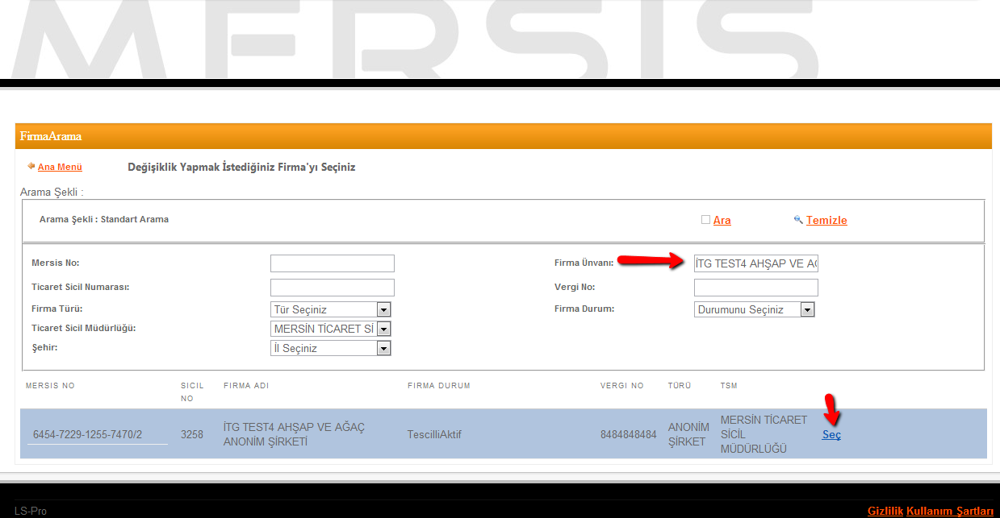 MERSIS
FirmaArama
Ana Menü
Değişiklik Yapmak İstediğiniz Firma'yı Seçiniz
Arama Şekli :
Arama Şekli : Standart Arama
Ara
Temizle
Mersis No:
Firma Ünvanı:
İTG TEST4 AHŞAP VE A
Ticaret Sicil Numarası:
Vergi No:
Firma Türü:
Tür Seçiniz
Firma Durum:
Durumunu Seçiniz
Ticaret Sicil Müdürlüğü:
MERSİN TİCARET Sİ
Şehir:
İl Seçiniz
MERSIS NO
SICIL
NO
FIRMA ADI
FIRMA DURUM
VERGI NO
TÜRÜ
TSM
6454-7229-1255-7470/2
3258
İTG TEST4 AHŞAP VE AĞAÇ
ANONİM ŞİRKETİ
TescilliAktif
8484848484
ANONİM
ŞİRKET
MERSİN TİCARET
SİCİL
MÜDÜRLÜĞÜ
Seç
LS-Pro
Gizlilik Kullanım Şartları